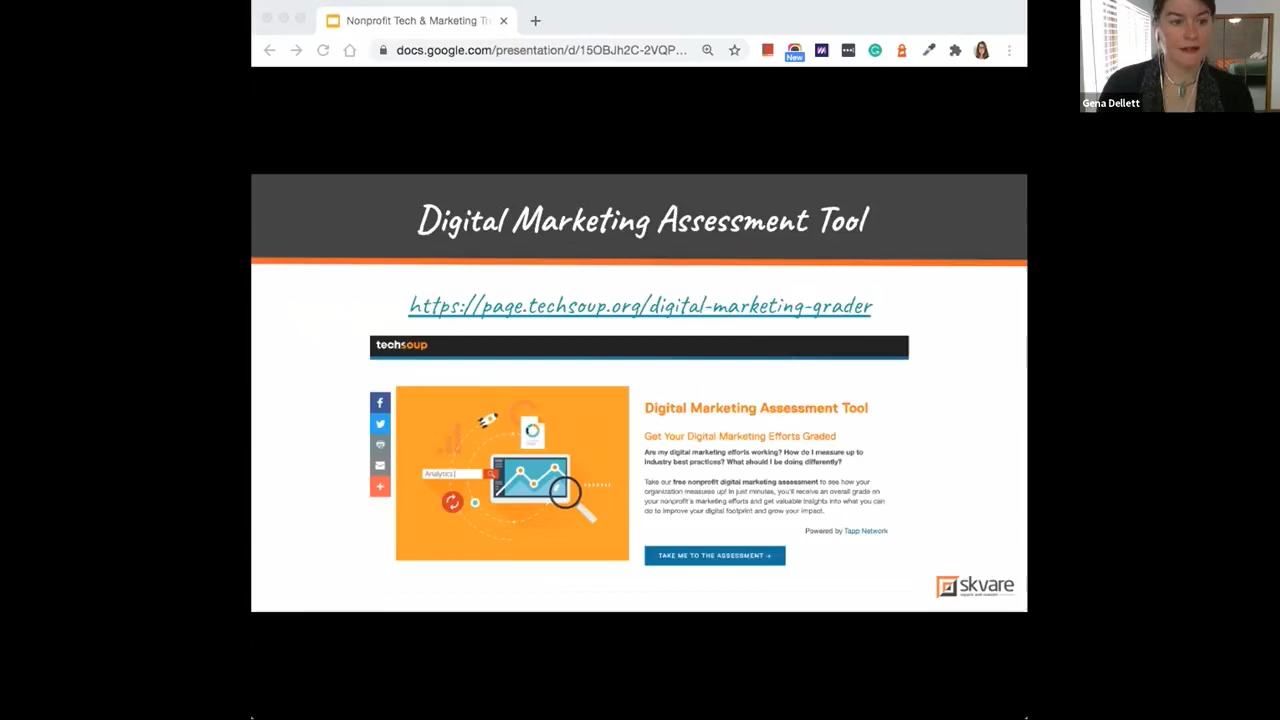 Nonprofit Tech & Marketing Tr
docs.google.com/presentation/d/15OBJh2C-2VQP...
New
Gena Dellett
Digital Marketing Assessment Tool
https://page.techsoup.org/digital-marketing-grader
techsoup
Analytics
Digital Marketing Assessment Tool
Get Your Digital Marketing Efforts Graded
Are my digital marketing efforts working? How do I measure up to
industry best practices? What should I be doing differently?
Take our free nonprofit digital marketing assessment to see how your
organization measures up! In just minutes, you'll receive an overall grade on
your nonprofit's marketing efforts and get valuable insights into what you can
do to improve your digital footprint and grow your impact.
Powered by Tapp Network
TAKE ME TO THE ASSESSMENT →
skvare